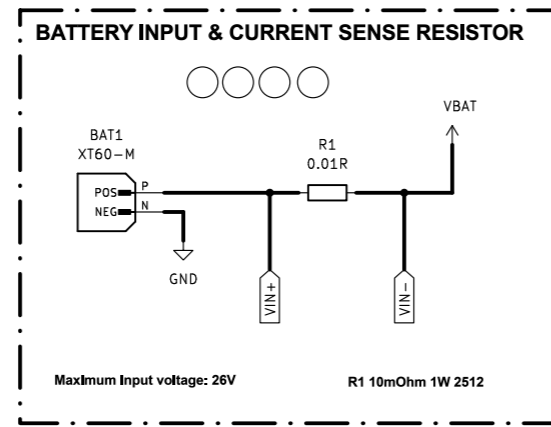 BATTERY INPUT & CURRENT SENSE RESISTOR
VBAT
BAT1
XT60-M
R1
0.01R
POS P
NEG N
GND
VIN+
VIN-
Maximum Input voltage: 26V
R1 10mOhm 1W 2512